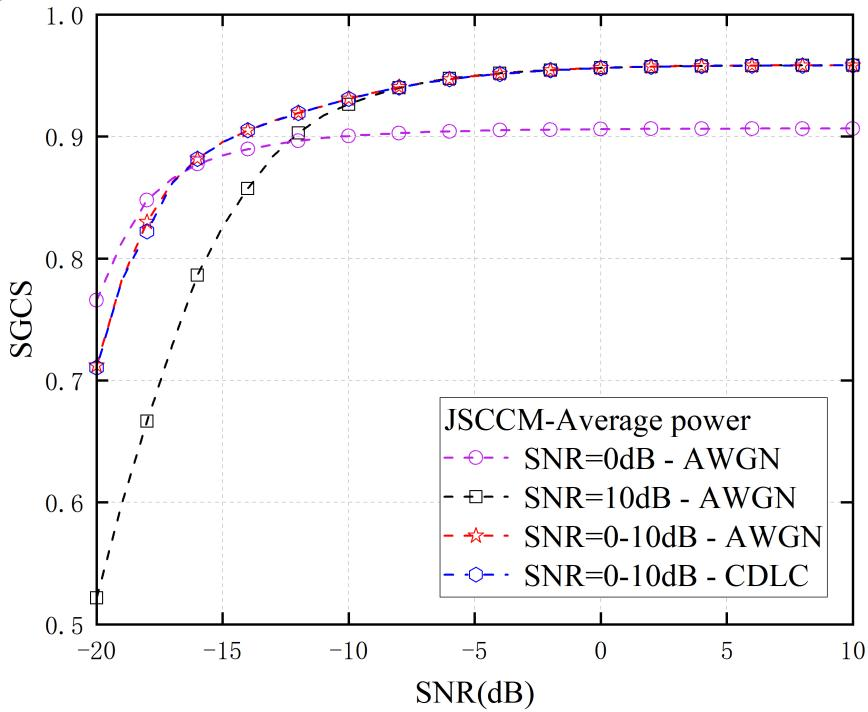 1.0
0.9
0.8
0.7
0.6
0.5
SGCS
JSCCM-Average power
SNR=0dB - AWGN
SNR=10dB - AWGN
SNR=0-10dB - AWGN
SNR=0-10dB - CDLC
-20 -15 -10 -5 0 5 10
SNR(dB)